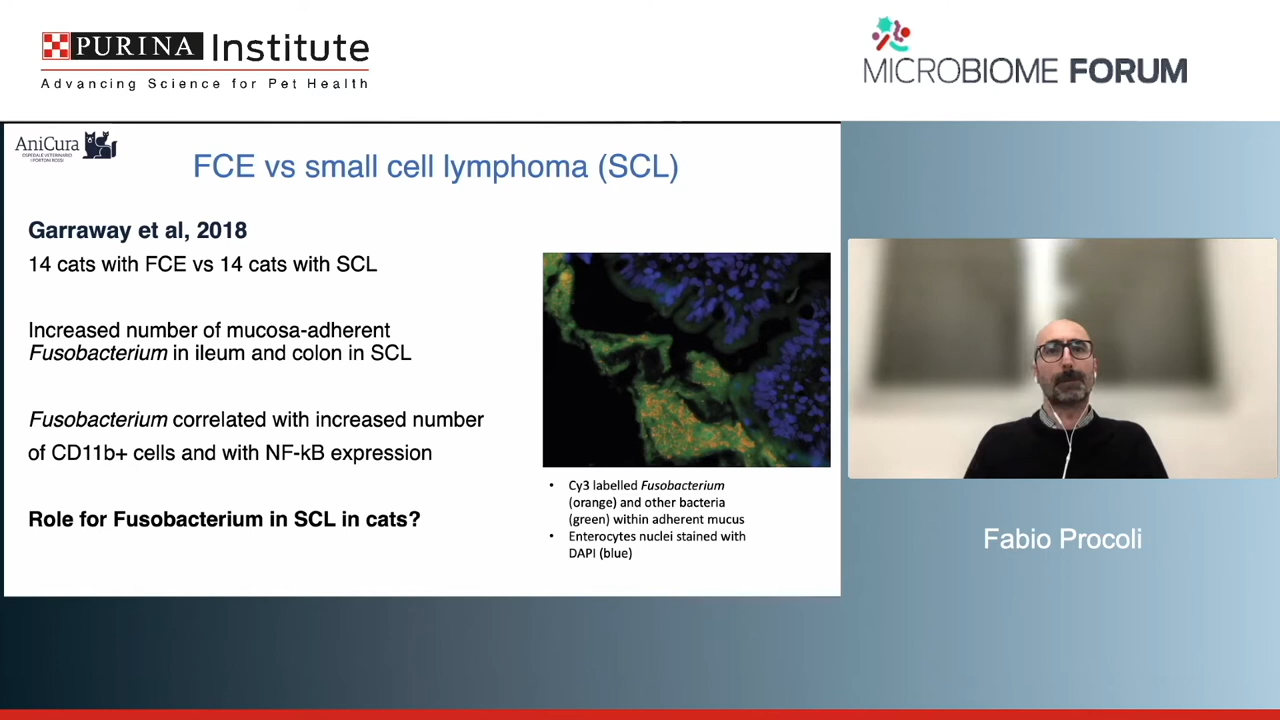 PURINA Institute
Advancing Science for Pet Health
MICROBIOME FORUM
AniCura
OSPEDALE VETERINARIO
I PORTONI ROSSI
FCE vs small cell lymphoma (SCL)
Garraway et al, 2018
14 cats with FCE vs 14 cats with SCL
Increased number of mucosa-adherent
Fusobacterium in ileum and colon in SCL
Fusobacterium correlated with increased number
of CD11b+ cells and with NF-kB expression
Role for Fusobacterium in SCL in cats?
• Cy3 labelled Fusobacterium
(orange) and other bacteria
(green) within adherent mucus
• Enterocytes nuclei stained with
DAPI (blue)
Fabio Procoli